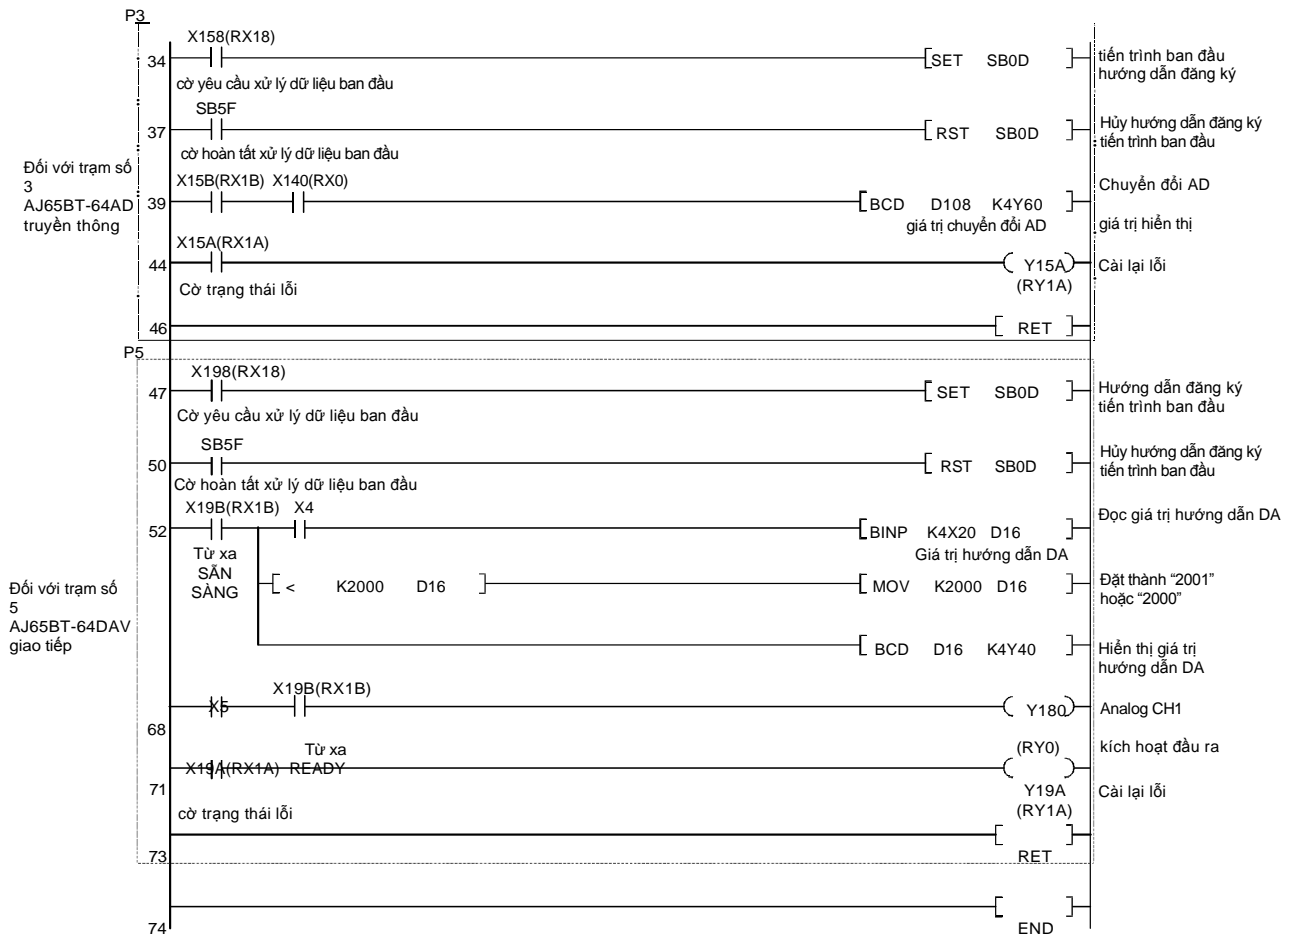 P3
X158(RX18)
34
SET SB0D
tiến trình ban đầu
hướng dẫn đăng ký
cờ yêu cầu xử lý dữ liệu ban đầu
SB5F
37
RST SB0D
Hủy hướng dẫn đăng ký
tiến trình ban đầu
cờ hoàn tất xử lý dữ liệu ban đầu
Đối với trạm số
3
AJ65BT-64AD
truyền thông
X15B(RX1B) X140(RX0)
39
BCD D108 K4Y60
Chuyển đổi AD
giá trị chuyển đổi AD
giá trị hiển thị
X15A(RX1A)
44
Y15A
(RY1A)
Cài lại lỗi
Cờ trạng thái lỗi
46
RET
P5
X198(RX18)
47
SET SB0D
Hướng dẫn đăng ký
tiến trình ban đầu
Cờ yêu cầu xử lý dữ liệu ban đầu
SB5F
50
RST SB0D
Hủy hướng dẫn đăng ký
tiến trình ban đầu
Cờ hoàn tất xử lý dữ liệu ban đầu
X19B(RX1B) X4
52
BINP K4X20 D16
Đọc giá trị hướng dẫn DA
Từ xa
SẴN
SÀNG
Giá trị hướng dẫn DA
< K2000 D16
MOV K2000 D16
Đặt thành “2001”
hoặc “2000”
Đối với trạm số
5
AJ65BT-64DAV
giao tiếp
BCD D16 K4Y40
Hiển thị giá trị
hướng dẫn DA
X19B(RX1B)
X5
Y180
Analog CH1
68
Từ xa
(RY0)
kích hoạt đầu ra
X19A(RX1A) READY
71
Y19A
(RY1A)
Cài lại lỗi
cờ trạng thái lỗi
73
RET
74
END